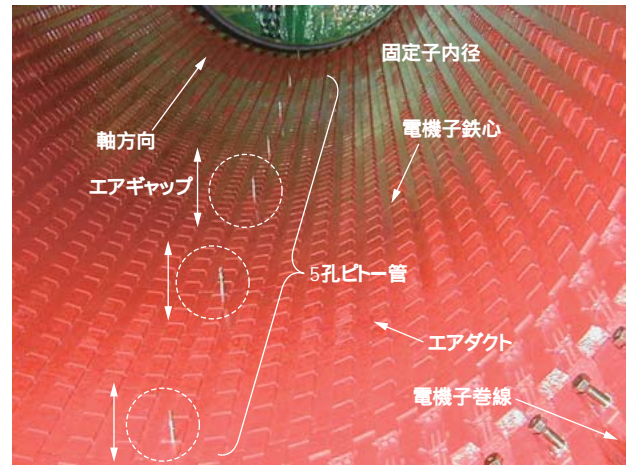 固定子内径
軸方向
電機子鉄心
エアギャップ
5孔ピトー管
エアダクト
電機子巻線